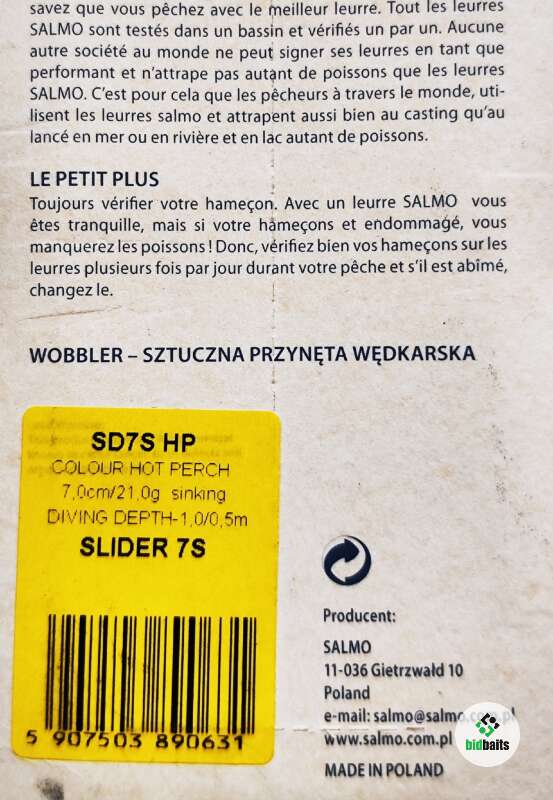 savez que vous pêchez avec le meilleur leurre. Tout les leurres
SALMO sont testés dans un bassin et vérifiés un par un. Aucune
autre société au monde ne peut signer ses leurres en tant que
performant et n'attrape pas autant de poissons que les leurres
SALMO. C'est pour cela que les pêcheurs à travers le monde, uti-
lisent les leurres salmo et attrapent aussi bien au casting qu'au
lancé en mer ou en rivière et en lac autant de poissons.
LE PETIT PLUS
Toujours vérifier votre hameçon. Avec un leurre SALMO vous
êtes tranquille, mais si votre hameçons et endommagé, vous
manquerez les poissons ! Donc, vérifiez bien vos hameçons sur les
leurres plusieurs fois par jour durant votre pêche et s'il est abîmé,
changez le.
WOBBLER – SZTUCZNA PRZYNĘTA WĘDKARSKA
SD7S HP
COLOUR HOT PERCH
7,0cm/21,0g sinking
DIVING DEPTH-1,0/0,5m
SLIDER 7S
5 907503 890631
Producent:
SALMO
11-036 Gietrzwałd 10
Poland
e-mail: salmo@salmo.com.pl
www.salmo.com.pl
MADE IN POLAND
bidbaits